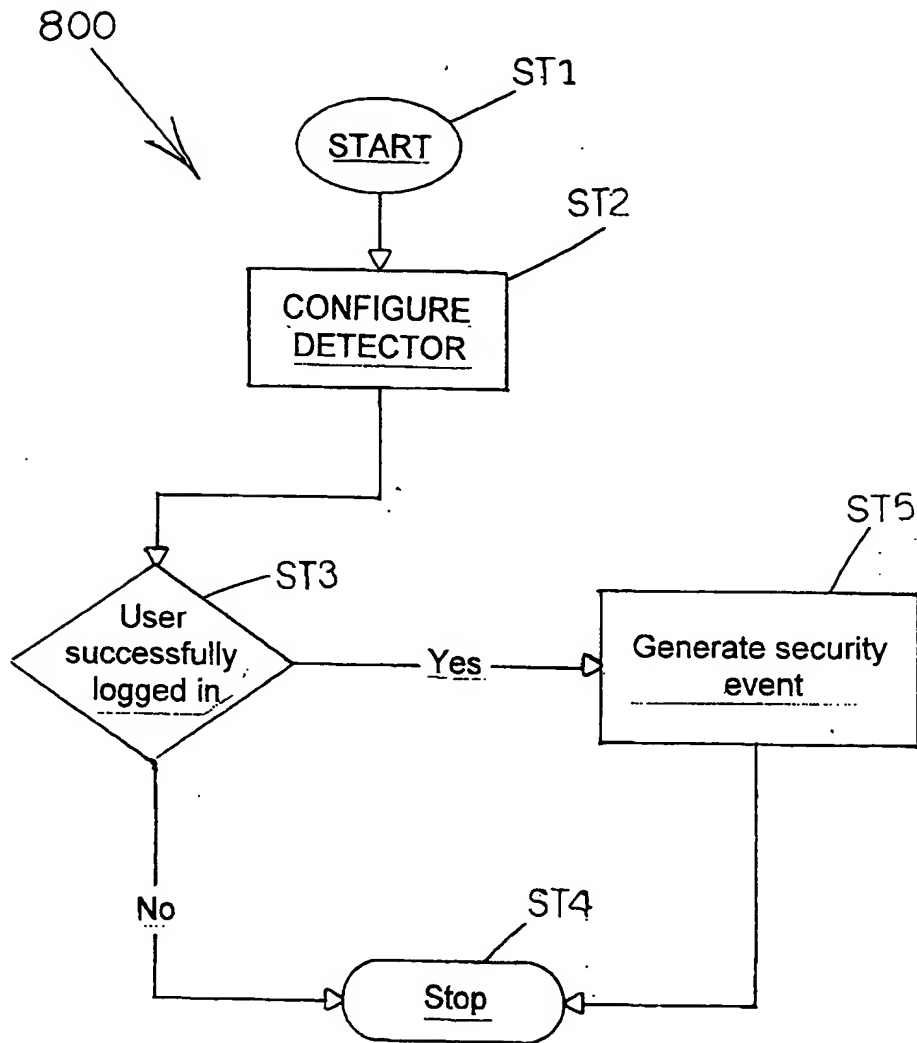 800
ST1
START
ST2
CONFIGURE
DETECTOR
ST3
User
successfully
logged in
Yes
ST5
Generate security
event
No
ST4
Stop